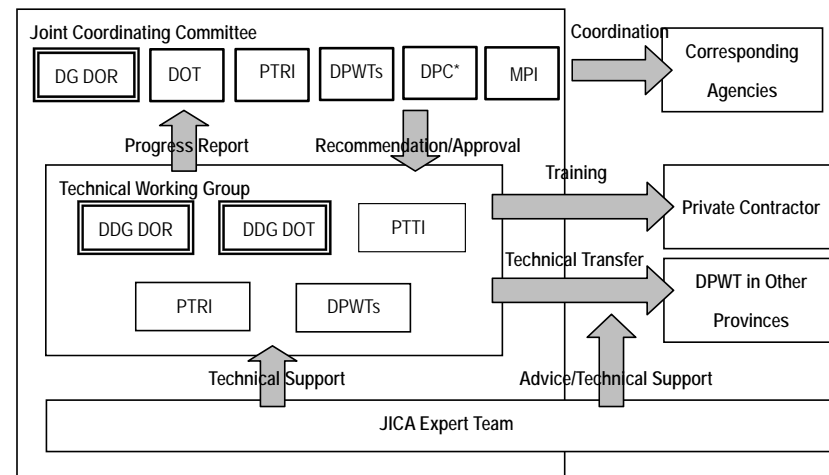 Joint Coordinating Committee
DG DOR
DOT
PTRI
DPWTs
DPC*
MPI
Coordination
Corresponding
Agencies
Progress Report
Recommendation/Approval
Technical Working Group
DDG DOR
DDG DOT
PTTI
PTRI
DPWTs
Training
Private Contractor
Technical Transfer
DPWT in Other
Provinces
Technical Support
Advice/Technical Support
JICA Expert Team